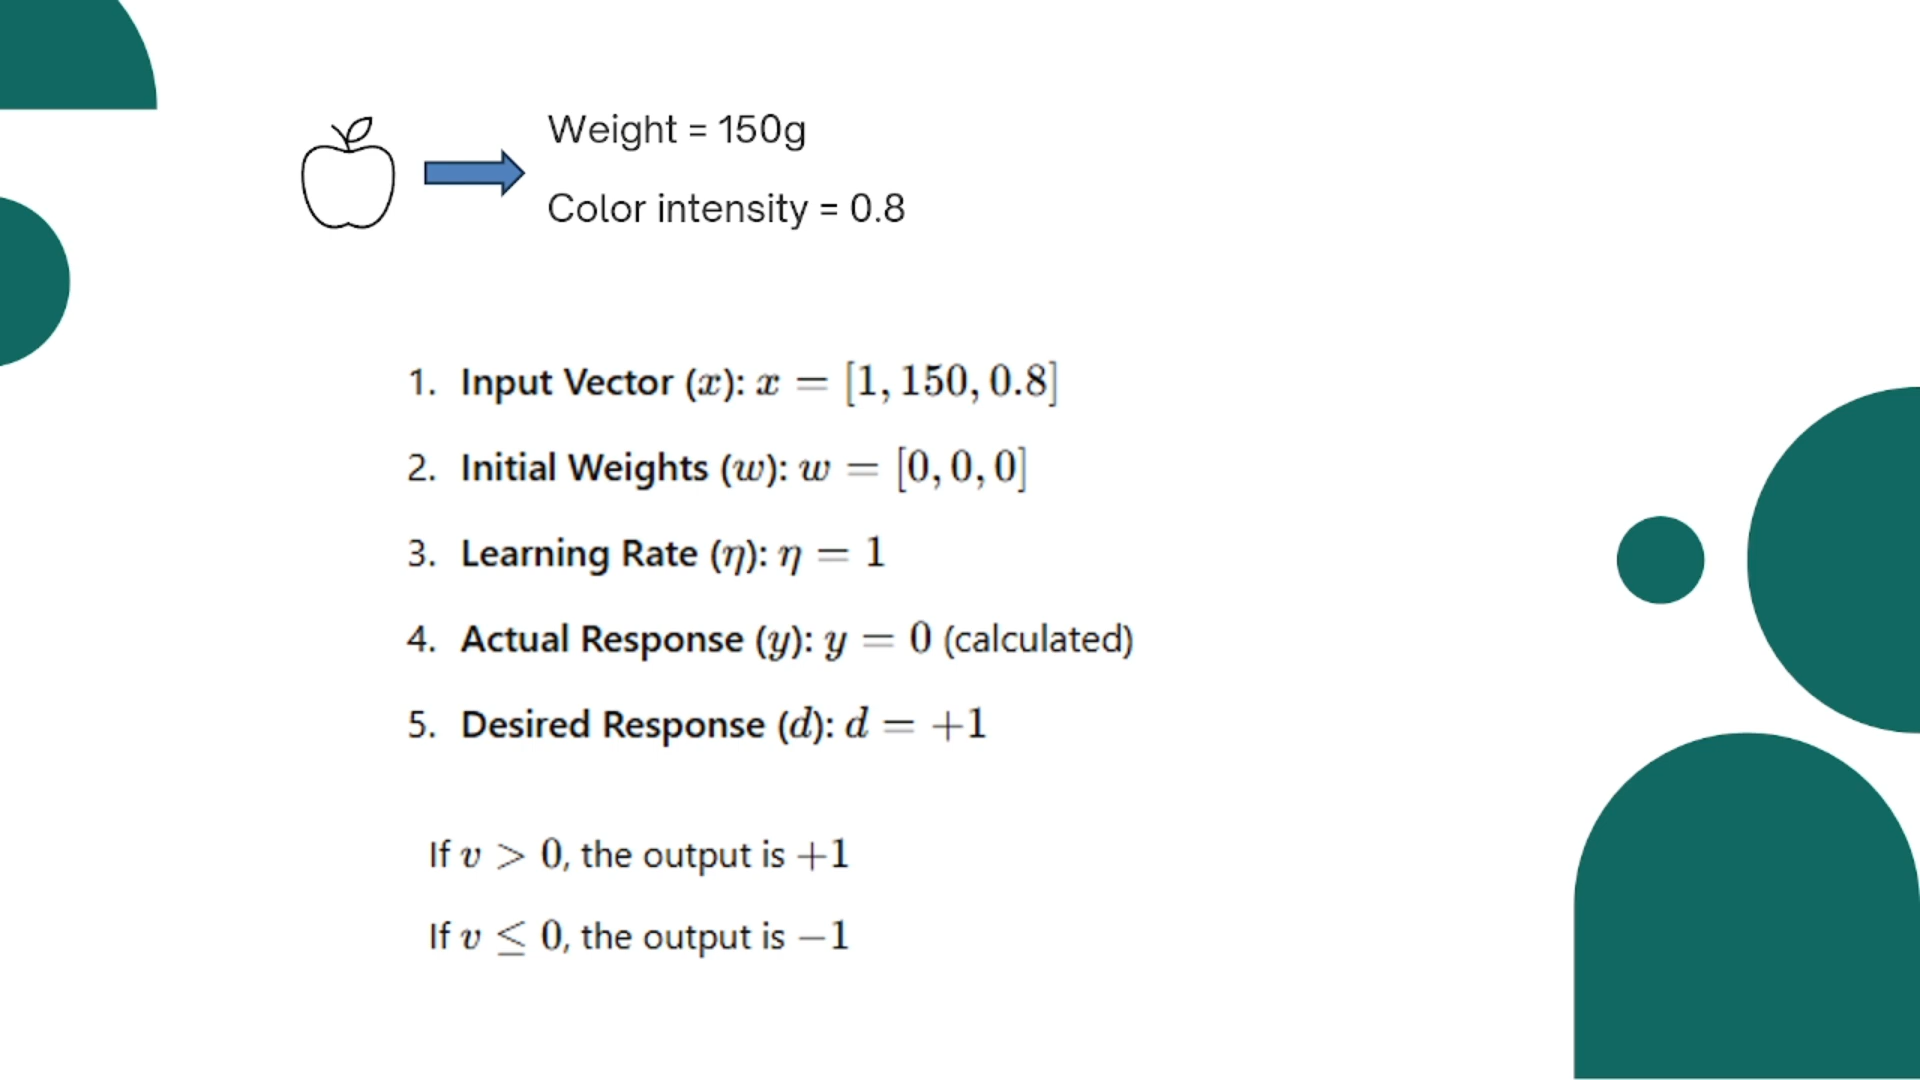 Weight = 150g
Color intensity = 0.8
1. Input Vector (x): x = [1, 150, 0.8]
2. Initial Weights (w): w = [0, 0, 0]
3. Learning Rate (η): η = 1
4. Actual Response (y): y = 0 (calculated)
5. Desired Response (d): d = +1
If v > 0, the output is +1
If v ≤ 0, the output is −1